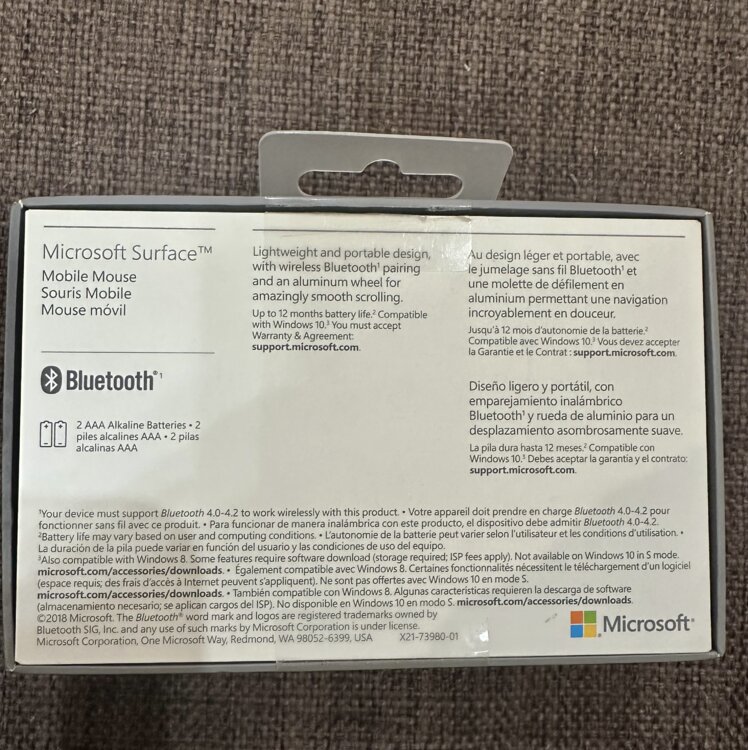 Microsoft Surface™
Mobile Mouse
Souris Mobile
Mouse móvil
Bluetooth®¹
2 AAA Alkaline Batteries • 2
piles alcalines AAA • 2 pilas
alcalinas AAA
Lightweight and portable design,
with wireless Bluetooth¹ pairing
and an aluminum wheel for
amazingly smooth scrolling.
Up to 12 months battery life.² Compatible
with Windows 10.³ You must accept
Warranty & Agreement:
support.microsoft.com.
Au design léger et portable, avec
le jumelage sans fil Bluetooth¹ et
une molette de défilement en
aluminium permettant une navigation
incroyablement en douceur.
Jusqu'à 12 mois d'autonomie de la batterie.²
Compatible avec Windows 10.³ Vous devez accepter
la Garantie et le Contrat : support.microsoft.com.
Diseño ligero y portátil, con
emparejamiento inalámbrico
Bluetooth¹ y rueda de aluminio para un
desplazamiento asombrosamente suave.
La pila dura hasta 12 meses.² Compatible con
Windows 10.³ Debes aceptar la garantía y el contrato:
support.microsoft.com.
¹Your device must support Bluetooth 4.0-4.2 to work wirelessly with this product. • Votre appareil doit prendre en charge Bluetooth 4.0-4.2 pour
fonctionner sans fil avec ce produit. • Para funcionar de manera inalámbrica con este producto, el dispositivo debe admitir Bluetooth 4.0-4.2.
²Battery life may vary based on user and computing conditions. • L'autonomie de la batterie peut varier selon l'utilisateur et les conditions d'utilisation. •
La duración de la pila puede variar en función del usuario y las condiciones de uso del equipo.
³Also compatible with Windows 8. Some features require software download (storage required; ISP fees apply). Not available on Windows 10 in S mode.
microsoft.com/accessories/downloads. • Également compatible avec Windows 8. Certaines fonctionnalités nécessitent le téléchargement d'un logiciel
(espace requis; des frais d'accès à Internet peuvent s'appliquent). Ne sont pas offertes avec Windows 10 en mode S.
microsoft.com/accessories/downloads. • También compatible con Windows 8. Algunas características requieren la descarga de software
(almacenamiento necesario; se aplican cargos del ISP). No disponible en Windows 10 en modo S. microsoft.com/accessories/downloads.
©2018 Microsoft. The Bluetooth® word mark and logos are registered trademarks owned by
Bluetooth SIG, Inc. and any use of such marks by Microsoft Corporation is under license.
Microsoft Corporation, One Microsoft Way, Redmond, WA 98052-6399, USA X21-73980-01
Microsoft®